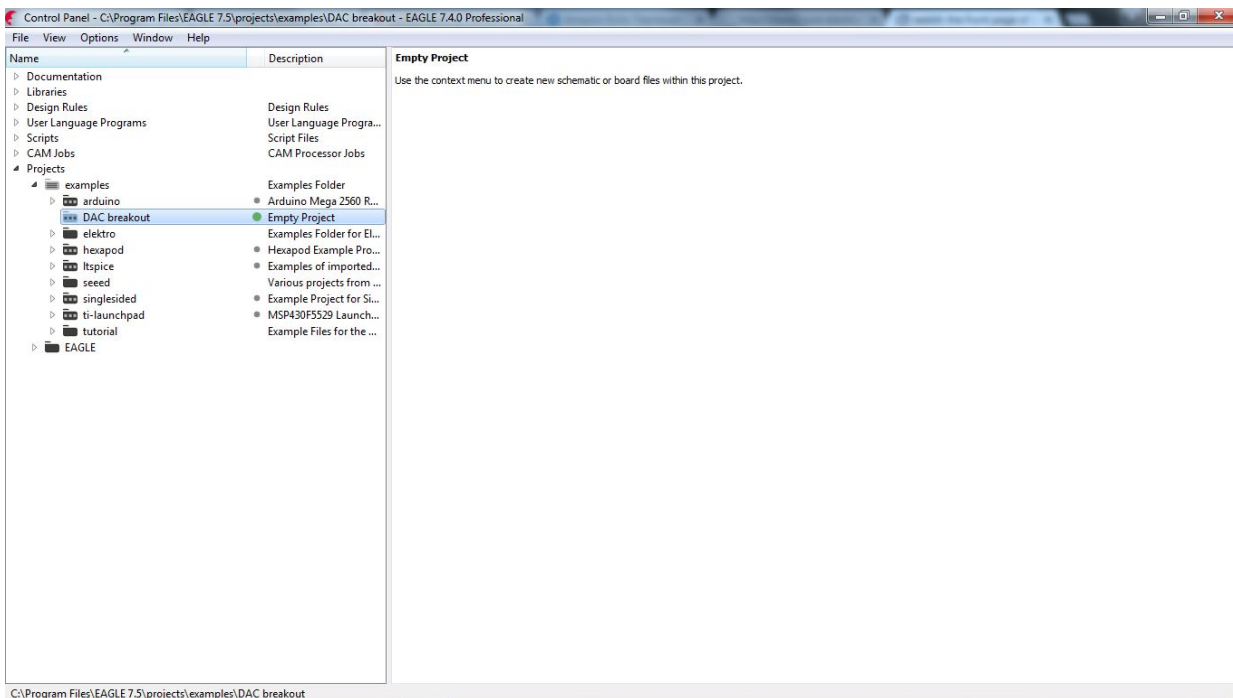 Control Panel - C:\Program Files\EAGLE 7.5\projects\examples\DAC breakout - EAGLE 7.4.0 Professional
File View Options Window Help
Name Description
Documentation
Libraries
Design Rules Design Rules
User Language Programs User Language Progra...
Scripts Script Files
CAM Jobs CAM Processor Jobs
Projects
examples Examples Folder
arduino Arduino Mega 2560 R...
DAC breakout Empty Project
elektro Examples Folder for El...
hexapod Hexapod Example Pro...
ltspice Examples of imported...
seeed Various projects from ...
singlesided Example Project for Si...
ti-launchpad MSP430F5529 Launch...
tutorial Example Files for the ...
EAGLE
Empty Project
Use the context menu to create new schematic or board files within this project.
C:\Program Files\EAGLE 7.5\projects\examples\DAC breakout